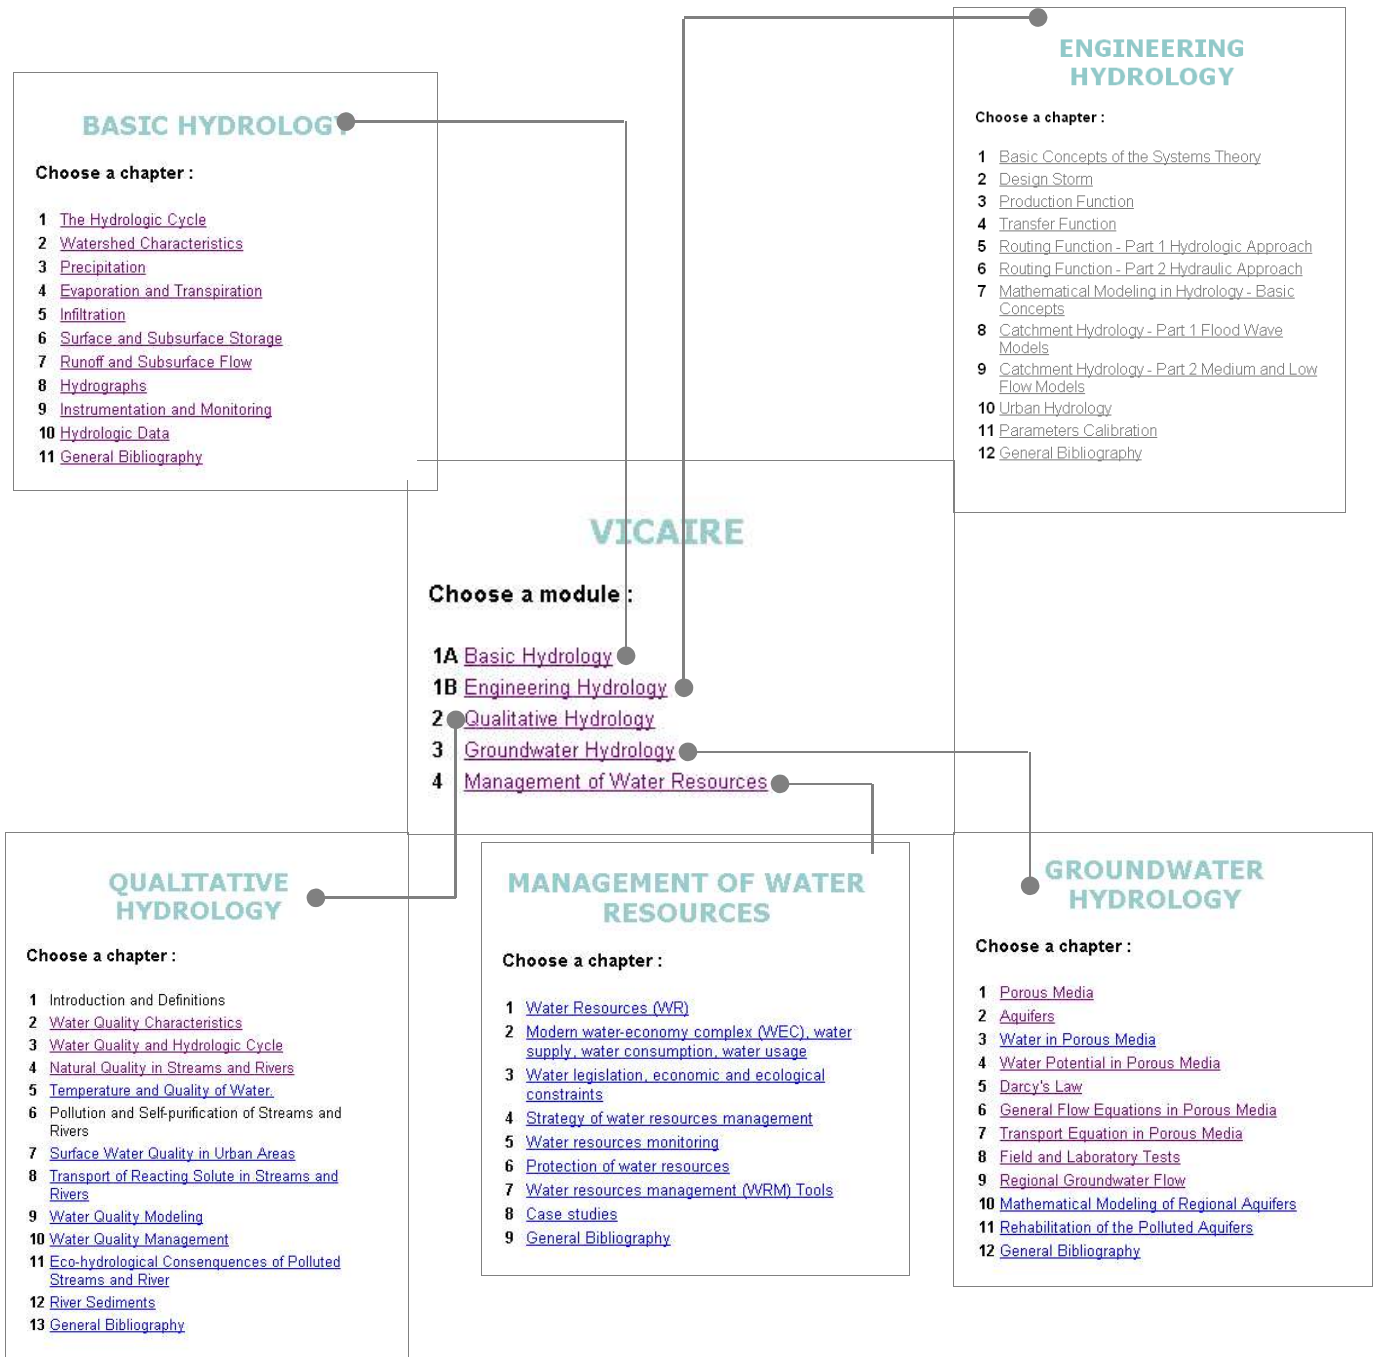 BASIC HYDROLOGY
Choose a chapter :
1 The Hydrologic Cycle
2 Watershed Characteristics
3 Precipitation
4 Evaporation and Transpiration
5 Infiltration
6 Surface and Subsurface Storage
7 Runoff and Subsurface Flow
8 Hydrographs
9 Instrumentation and Monitoring
10 Hydrologic Data
11 General Bibliography
ENGINEERING
HYDROLOGY
Choose a chapter :
1 Basic Concepts of the Systems Theory
2 Design Storm
3 Production Function
4 Transfer Function
5 Routing Function - Part 1 Hydrologic Approach
6 Routing Function - Part 2 Hydraulic Approach
7 Mathematical Modeling in Hydrology - Basic
Concepts
8 Catchment Hydrology - Part 1 Flood Wave
Models
9 Catchment Hydrology - Part 2 Medium and Low
Flow Models
10 Urban Hydrology
11 Parameters Calibration
12 General Bibliography
VICAIRE
Choose a module :
1A Basic Hydrology
1B Engineering Hydrology
2 Qualitative Hydrology
3 Groundwater Hydrology
4 Management of Water Resources
QUALITATIVE
HYDROLOGY
Choose a chapter :
1 Introduction and Definitions
2 Water Quality Characteristics
3 Water Quality and Hydrologic Cycle
4 Natural Quality in Streams and Rivers
5 Temperature and Quality of Water.
6 Pollution and Self-purification of Streams and
Rivers
7 Surface Water Quality in Urban Areas
8 Transport of Reacting Solute in Streams and
Rivers
9 Water Quality Modeling
10 Water Quality Management
11 Eco-hydrological Consenquences of Polluted
Streams and River
12 River Sediments
13 General Bibliography
MANAGEMENT OF WATER
RESOURCES
Choose a chapter :
1 Water Resources (WR)
2 Modern water-economy complex (WEC), water
supply, water consumption, water usage
3 Water legislation, economic and ecological
constraints
4 Strategy of water resources management
5 Water resources monitoring
6 Protection of water resources
7 Water resources management (WRM) Tools
8 Case studies
9 General Bibliography
GROUNDWATER
HYDROLOGY
Choose a chapter :
1 Porous Media
2 Aquifers
3 Water in Porous Media
4 Water Potential in Porous Media
5 Darcy's Law
6 General Flow Equations in Porous Media
7 Transport Equation in Porous Media
8 Field and Laboratory Tests
9 Regional Groundwater Flow
10 Mathematical Modeling of Regional Aquifers
11 Rehabilitation of the Polluted Aquifers
12 General Bibliography